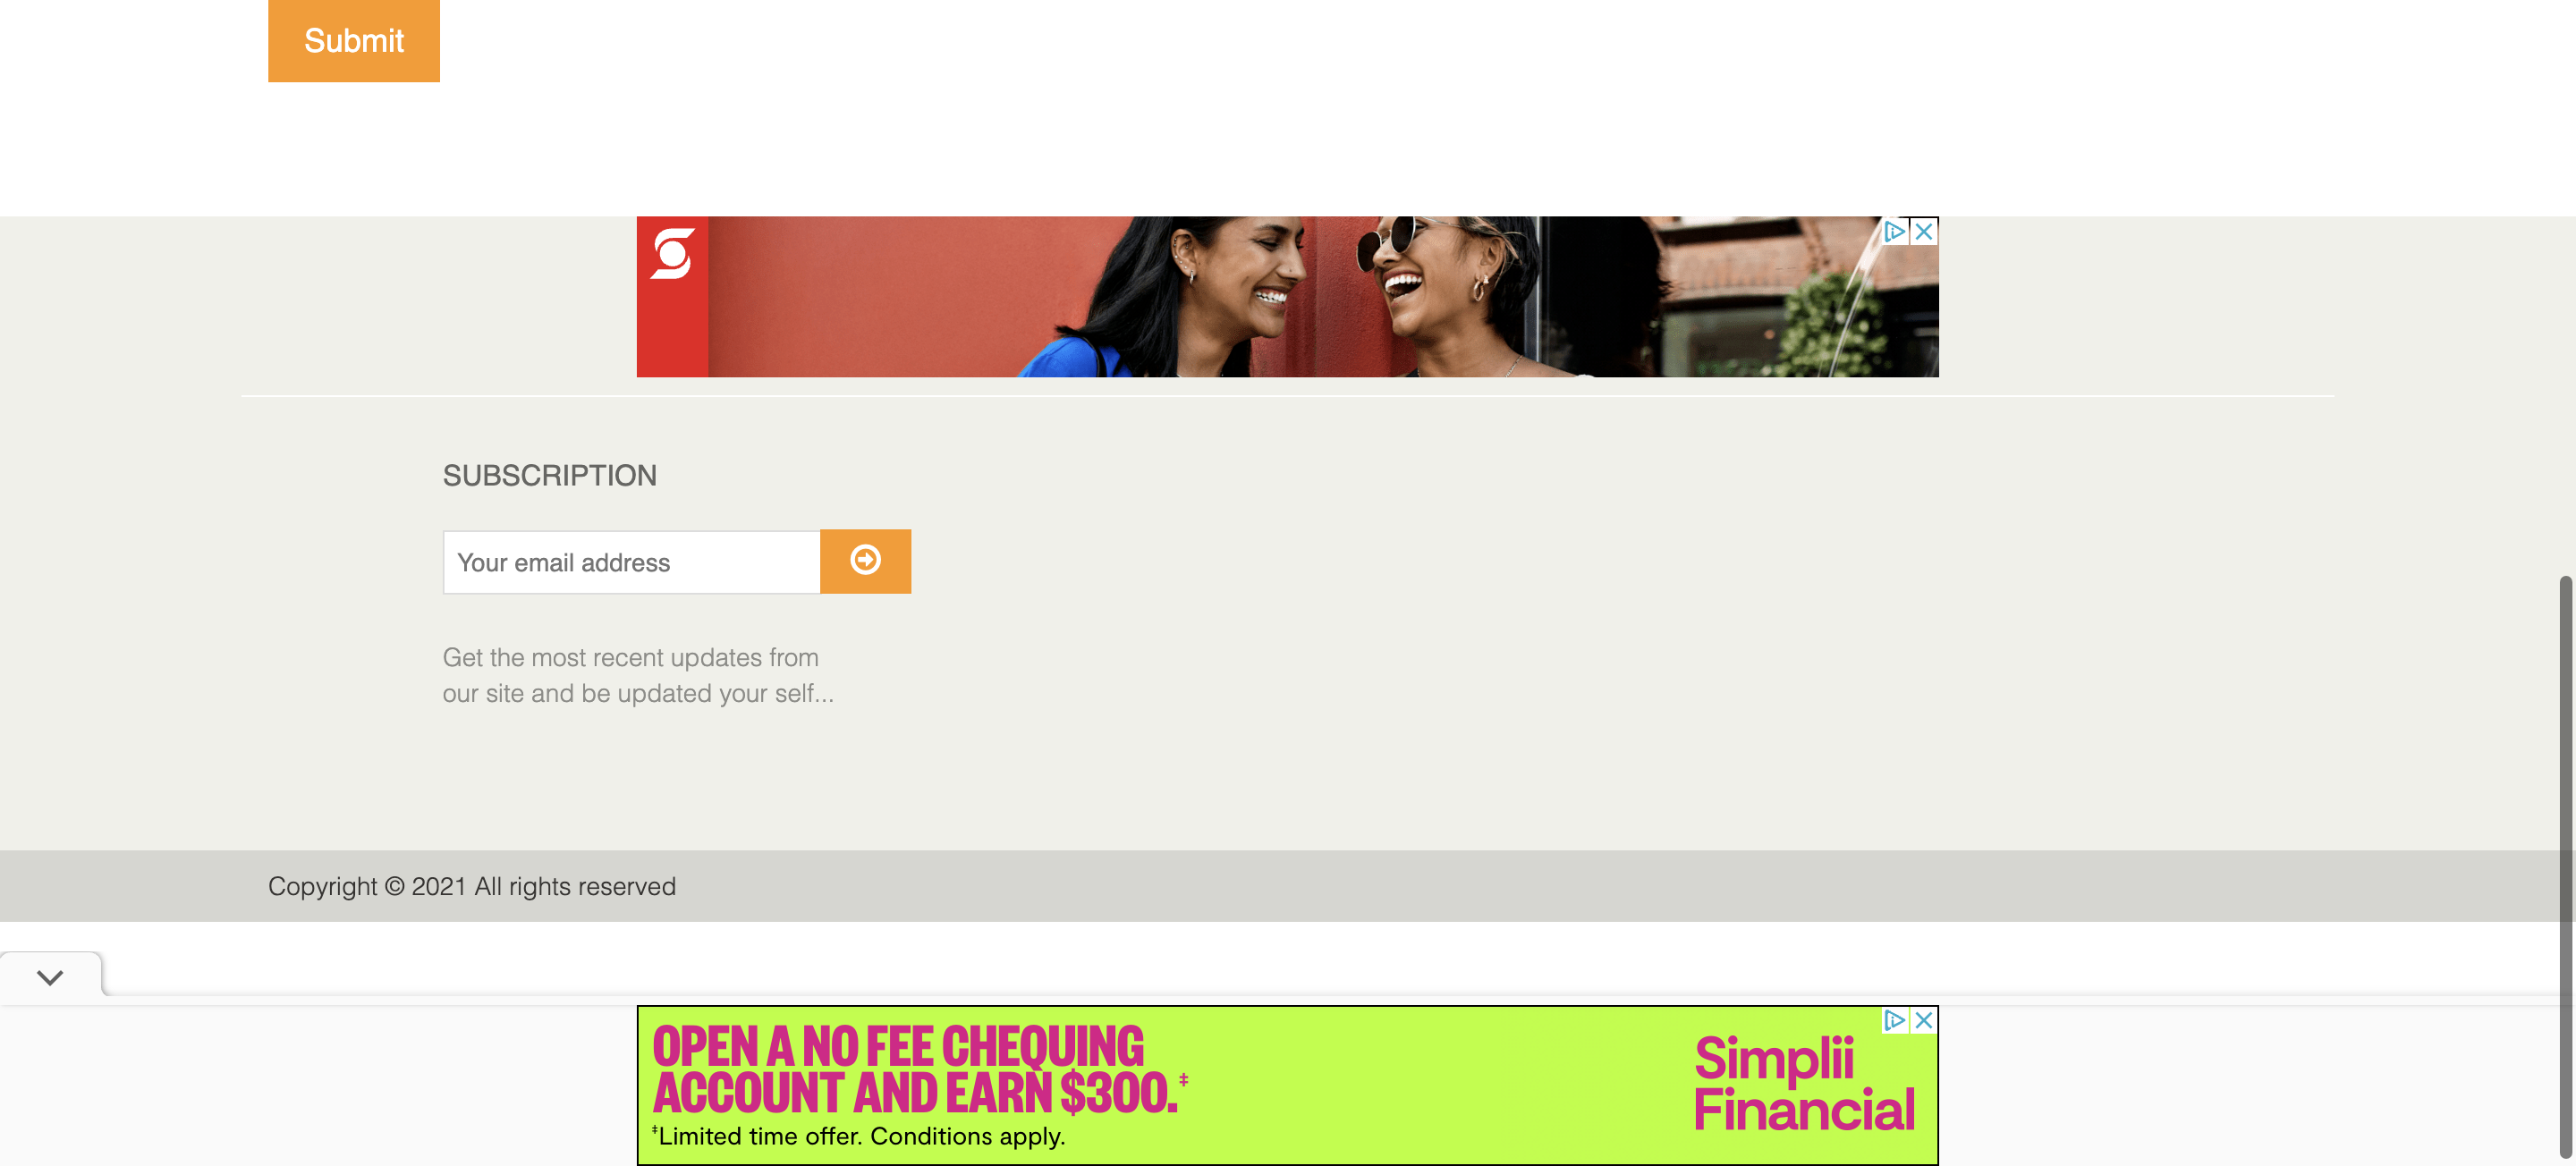 Submit
SUBSCRIPTION
Your email address
Get the most recent updates from
our site and be updated your self...
Copyright © 2021 All rights reserved
OPEN A NO FEE CHEQUING
ACCOUNT AND EARN $300.‡
‡Limited time offer. Conditions apply.
Simplii
Financial